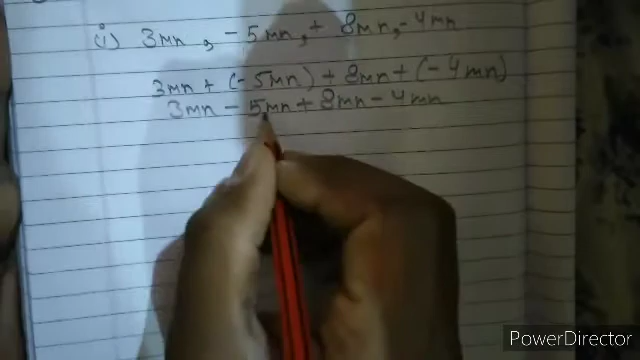 (i) 3mn, -5mn, + 8mn, -4mn
3mn + (-5mn) + 8mn + (-4mn)
3mn - 5mn + 8mn - 4mn
PowerDirector